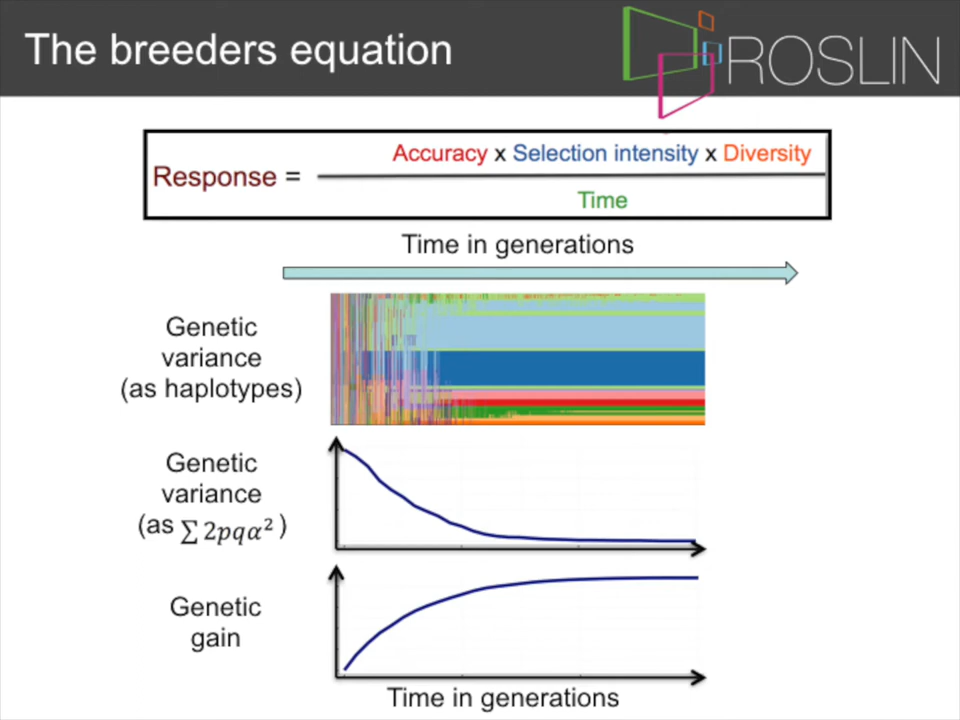 The breeders equation
ROSLIN
Accuracy x Selection intensity x Diversity
Response =
Time
Time in generations
Genetic
variance
(as haplotypes)
Genetic
variance
(as ∑ 2pqα²)
Genetic
gain
Time in generations